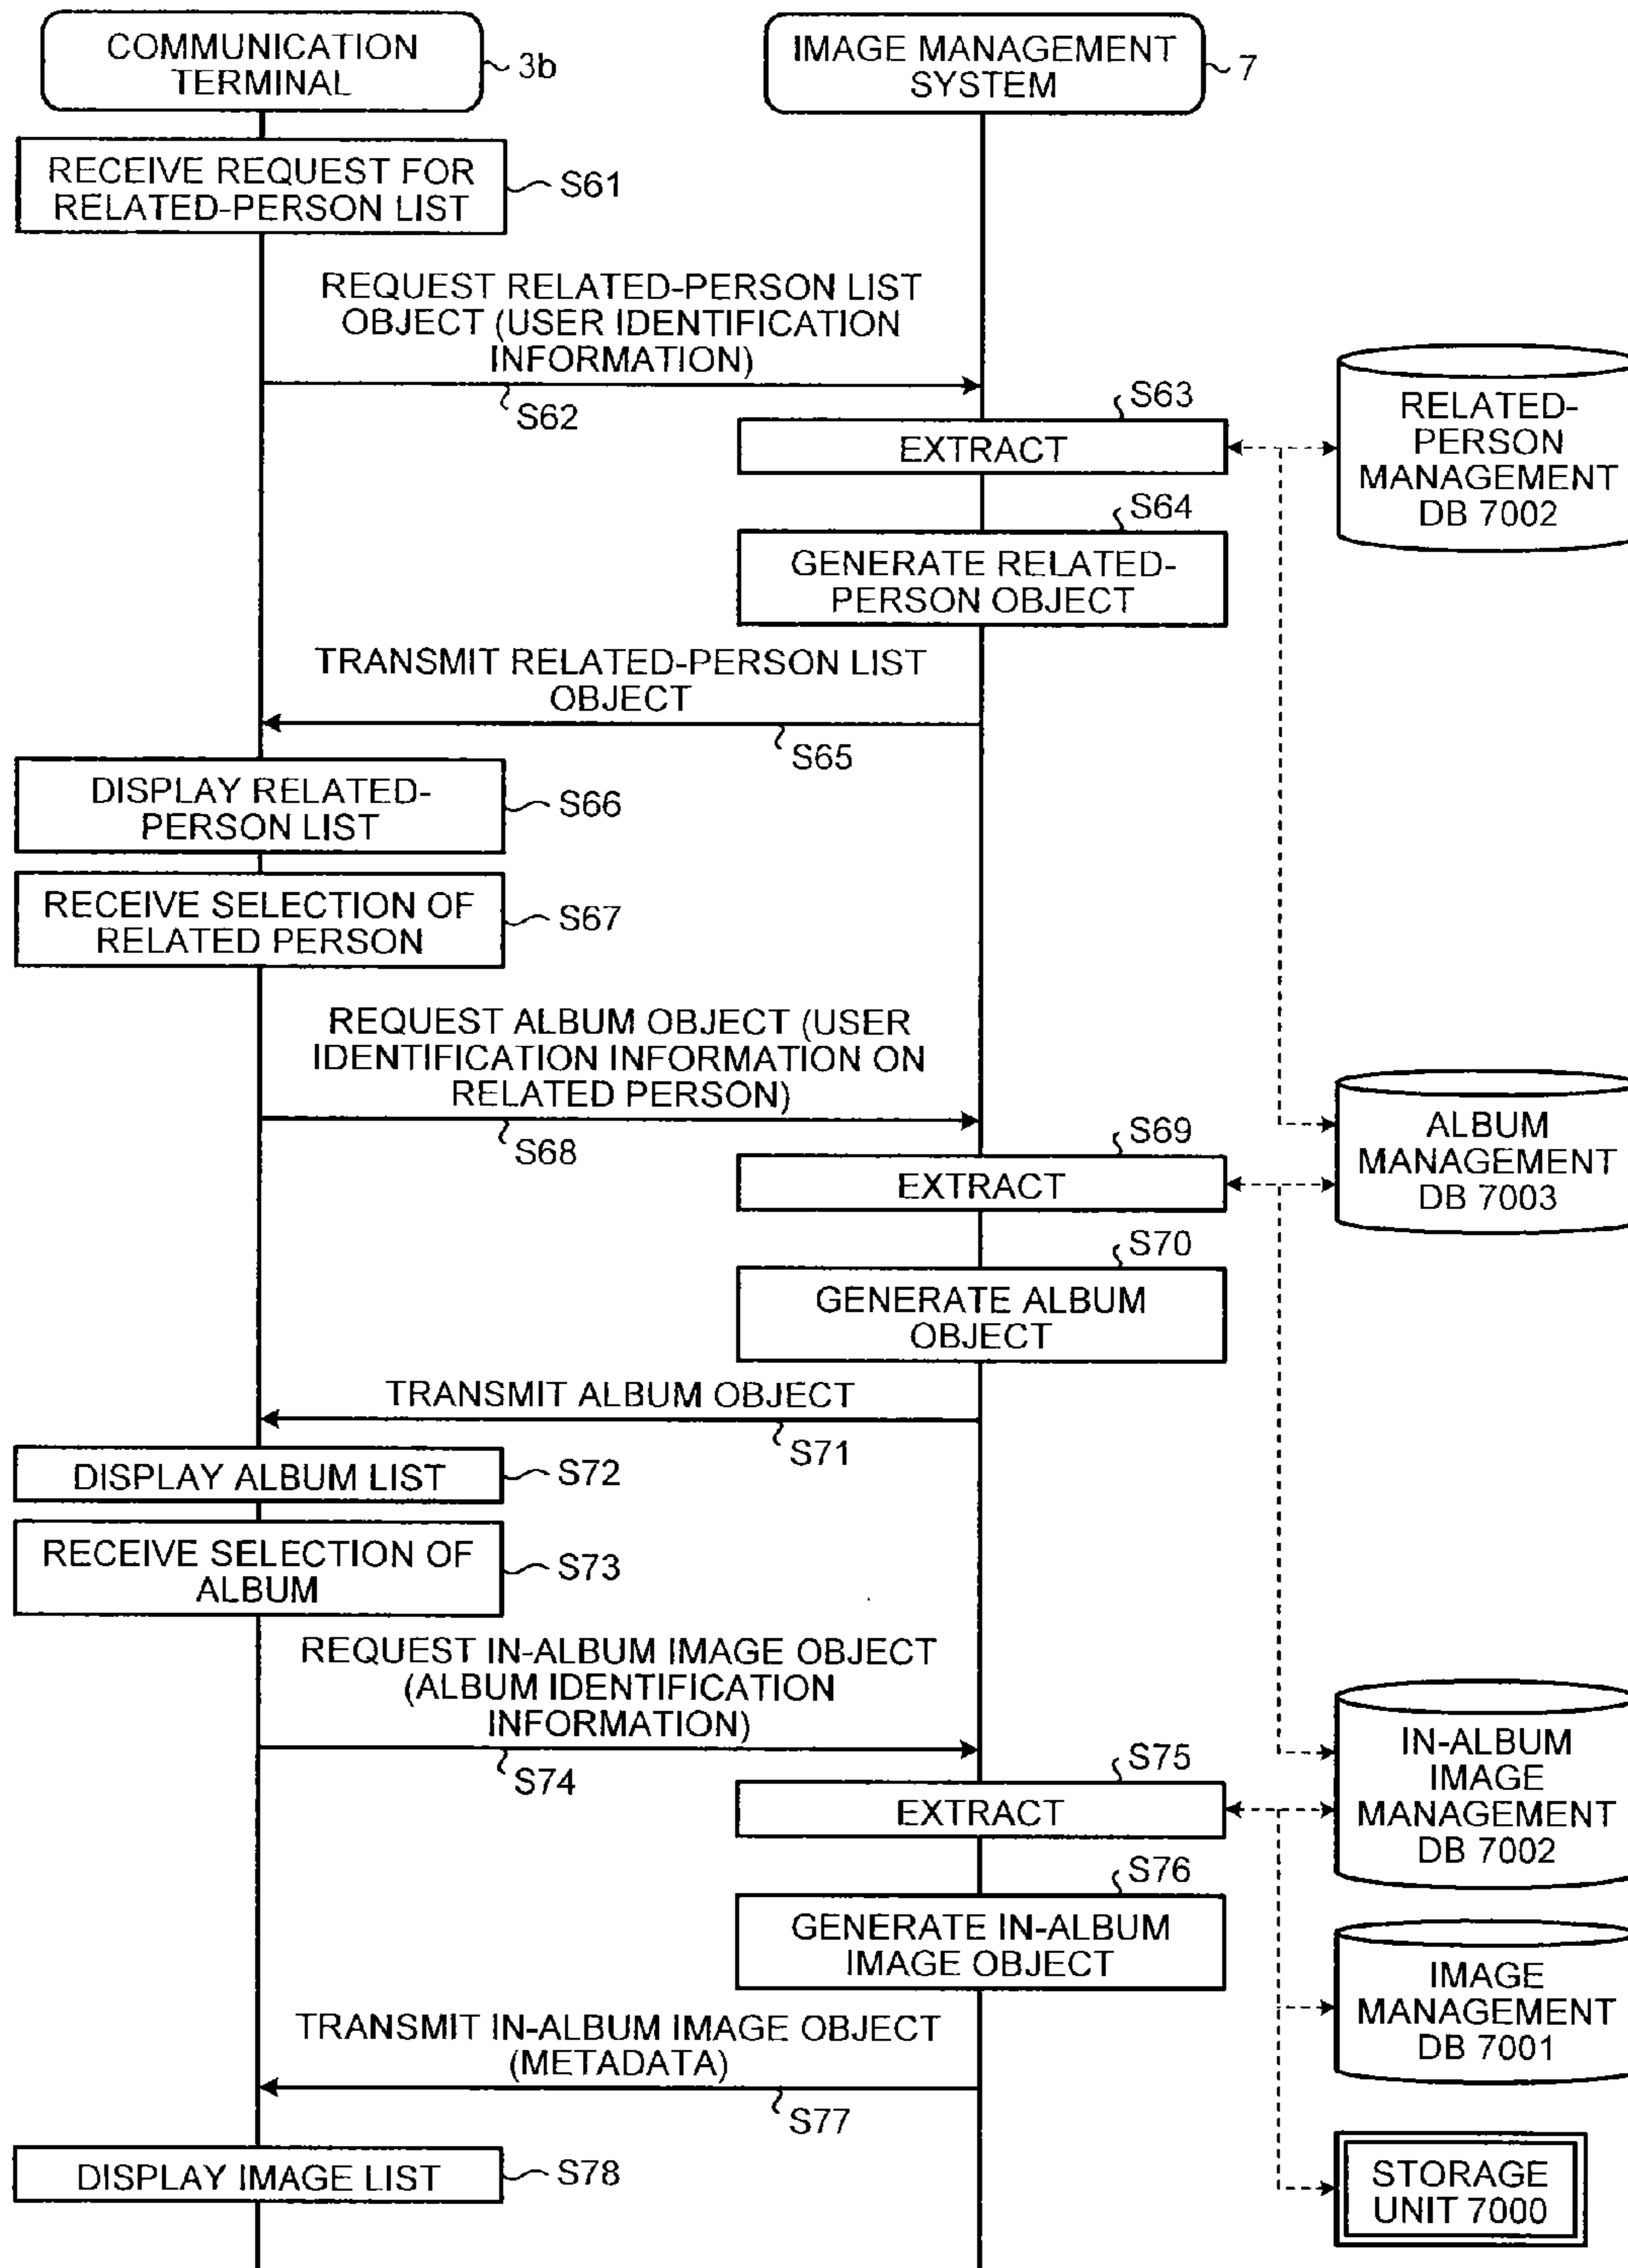 COMMUNICATION
TERMINAL
3b
IMAGE MANAGEMENT
SYSTEM
7
RECEIVE REQUEST FOR
RELATED-PERSON LIST
S61
REQUEST RELATED-PERSON LIST
OBJECT (USER IDENTIFICATION
INFORMATION)
S62
S63
EXTRACT
RELATED-
PERSON
MANAGEMENT
DB 7002
S64
GENERATE RELATED-
PERSON OBJECT
TRANSMIT RELATED-PERSON LIST
OBJECT
S65
DISPLAY RELATED-
PERSON LIST
S66
RECEIVE SELECTION OF
RELATED PERSON
S67
REQUEST ALBUM OBJECT (USER
IDENTIFICATION INFORMATION ON
RELATED PERSON)
S68
S69
EXTRACT
ALBUM
MANAGEMENT
DB 7003
S70
GENERATE ALBUM
OBJECT
TRANSMIT ALBUM OBJECT
S71
DISPLAY ALBUM LIST
S72
RECEIVE SELECTION OF
ALBUM
S73
REQUEST IN-ALBUM IMAGE OBJECT
(ALBUM IDENTIFICATION
INFORMATION)
S74
S75
EXTRACT
IN-ALBUM
IMAGE
MANAGEMENT
DB 7002
S76
GENERATE IN-ALBUM
IMAGE OBJECT
IMAGE
MANAGEMENT
DB 7001
TRANSMIT IN-ALBUM IMAGE OBJECT
(METADATA)
S77
DISPLAY IMAGE LIST
S78
STORAGE
UNIT 7000